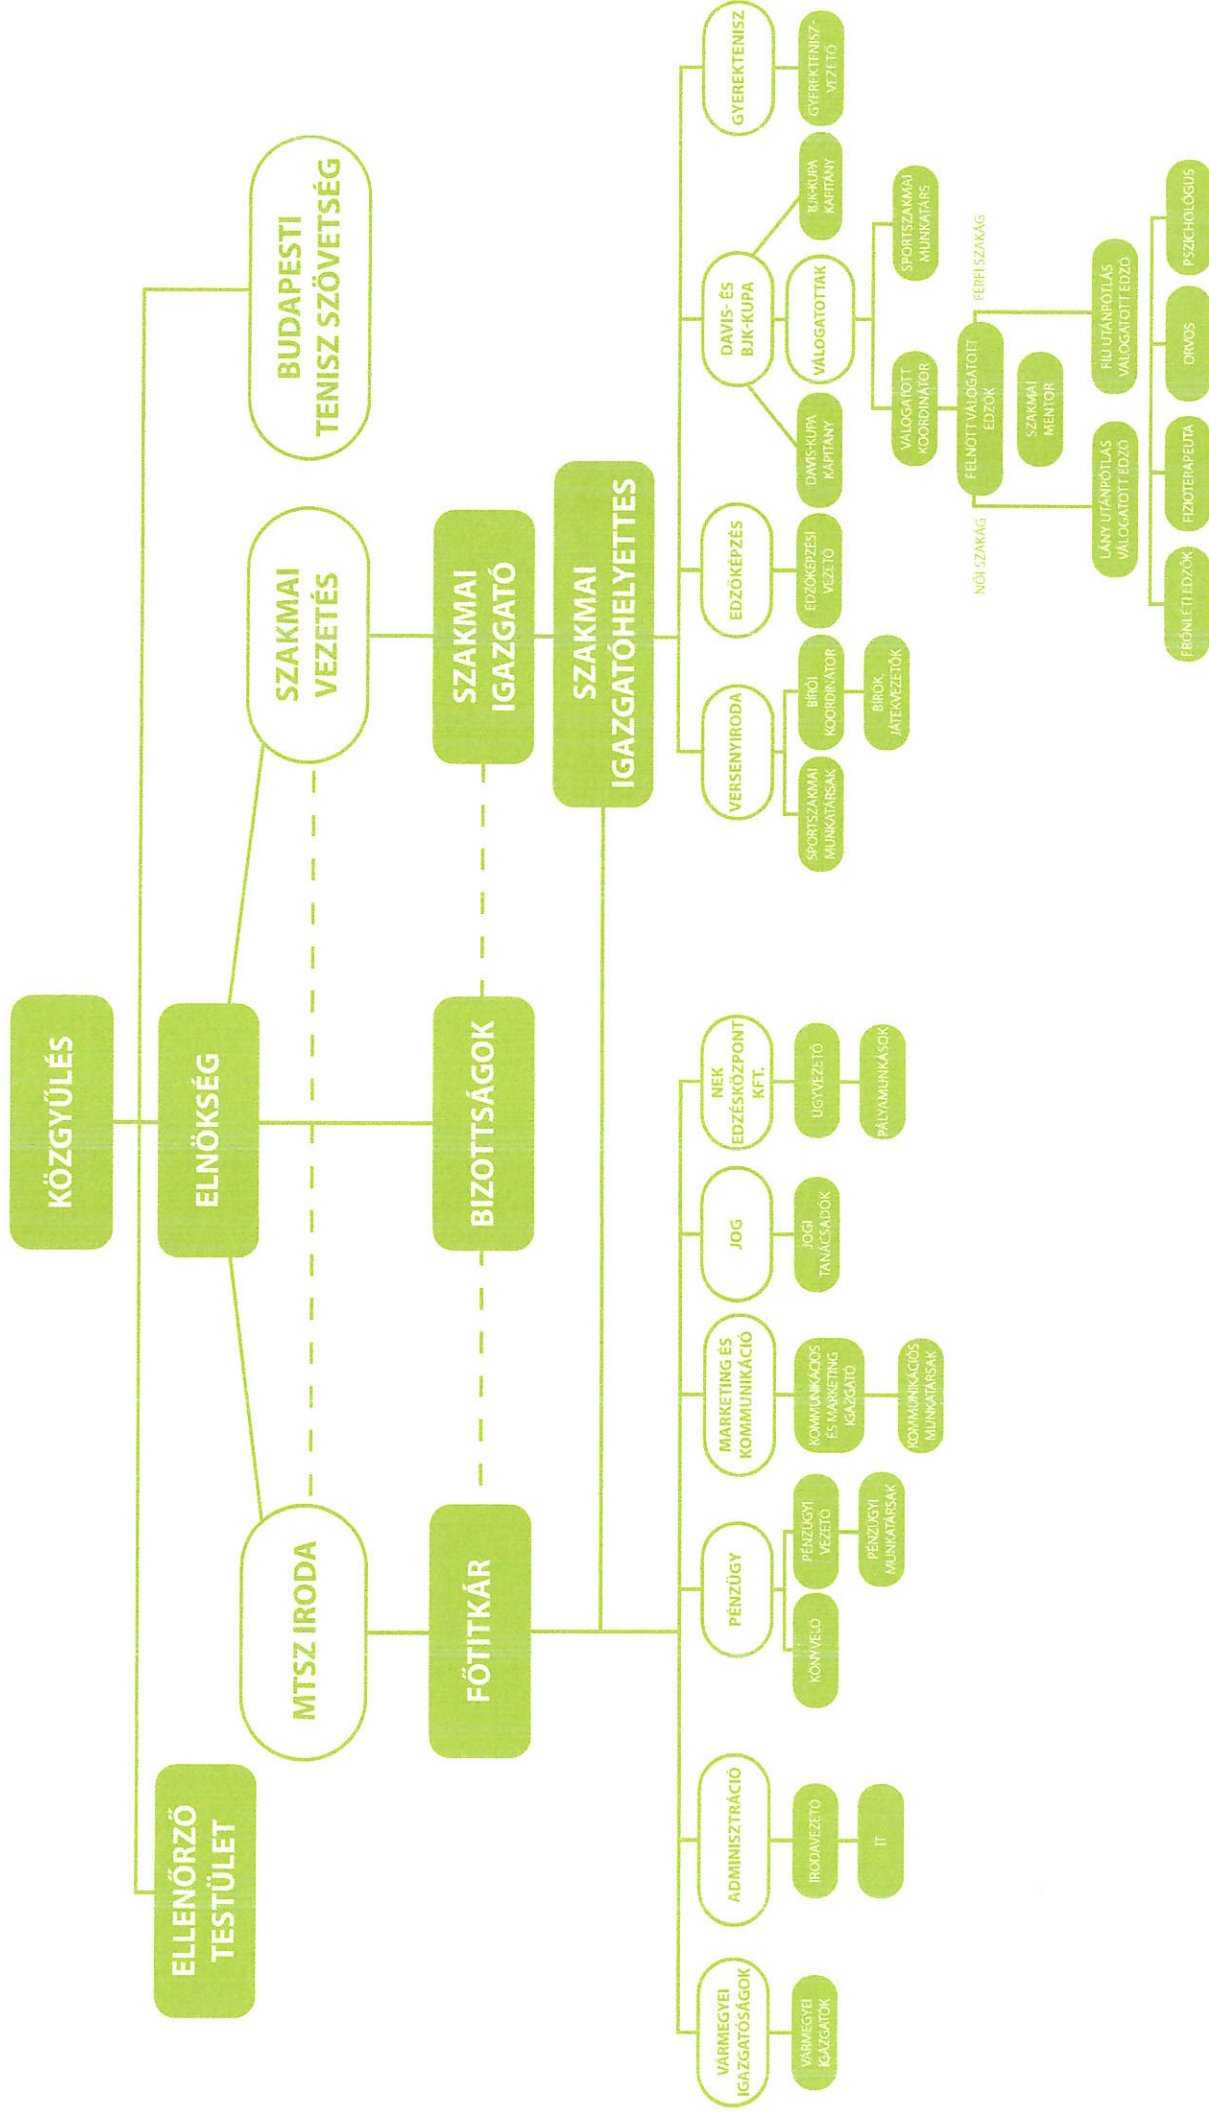 KÖZGYŰLÉS
ELLENŐRZŐ
TESTÜLET
ELNÖKSÉG
BUDAPESTI
TENISZ SZÖVETSÉG
MTSZ IRODA
SZAKMAI
VEZETÉS
FŐTITKÁR
BIZOTTSÁGOK
SZAKMAI
IGAZGATÓ
SZAKMAI
IGAZGATÓHELYETTES
VÁRMEGYEI
IGAZGATÓSÁGOK
ADMINISZTRÁCIÓ
PÉNZÜGY
MARKETING ÉS
KOMMUNIKÁCIÓ
JOG
NEK
EDZÉSKÖZPONT
KFT.
VERSENYIRODA
EDZŐKÉPZÉS
DAVIS- ÉS
BJK-KUPA
GYEREKTENISZ
VÁRMEGYEI
IGAZGATÓK
IRODAVEZETŐ
IT
KÖNYVELŐ
PÉNZÜGYI
VEZETŐ
PÉNZÜGYI
MUNKATÁRSAK
KOMMUNIKÁCIÓS
ÉS MARKETING
IGAZGATÓ
KOMMUNIKÁCIÓS
MUNKATÁRSAK
JOGI
TANÁCSADÓK
ÜGYVEZETŐ
PÁLYAMUNKÁSOK
SPORTSZAKMAI
MUNKATÁRSAK
BÍRÓI
KOORDINÁTOR
BÍRÓK,
JÁTÉKVEZETŐK
EDZŐKÉPZÉSI
VEZETŐ
DAVIS-KUPA
KAPITÁNY
VÁLOGATOTTAK
BJK-KUPA
KAPITÁNY
GYEREKTENISZ-
VEZETŐ
VÁLOGATOTT
KOORDINÁTOR
SPORTSZAKMAI
MUNKATÁRS
NŐI SZAKÁG
FELNŐTT VÁLOGATOTT
EDZŐK
FÉRFI SZAKÁG
SZAKMAI
MENTOR
LÁNY UTÁNPÓTLÁS
VÁLOGATOTT EDZŐ
FIÚ UTÁNPÓTLÁS
VÁLOGATOTT EDZŐ
ERŐNLÉTI EDZŐK
FIZIOTERAPEUTA
ORVOS
PSZICHOLÓGUS